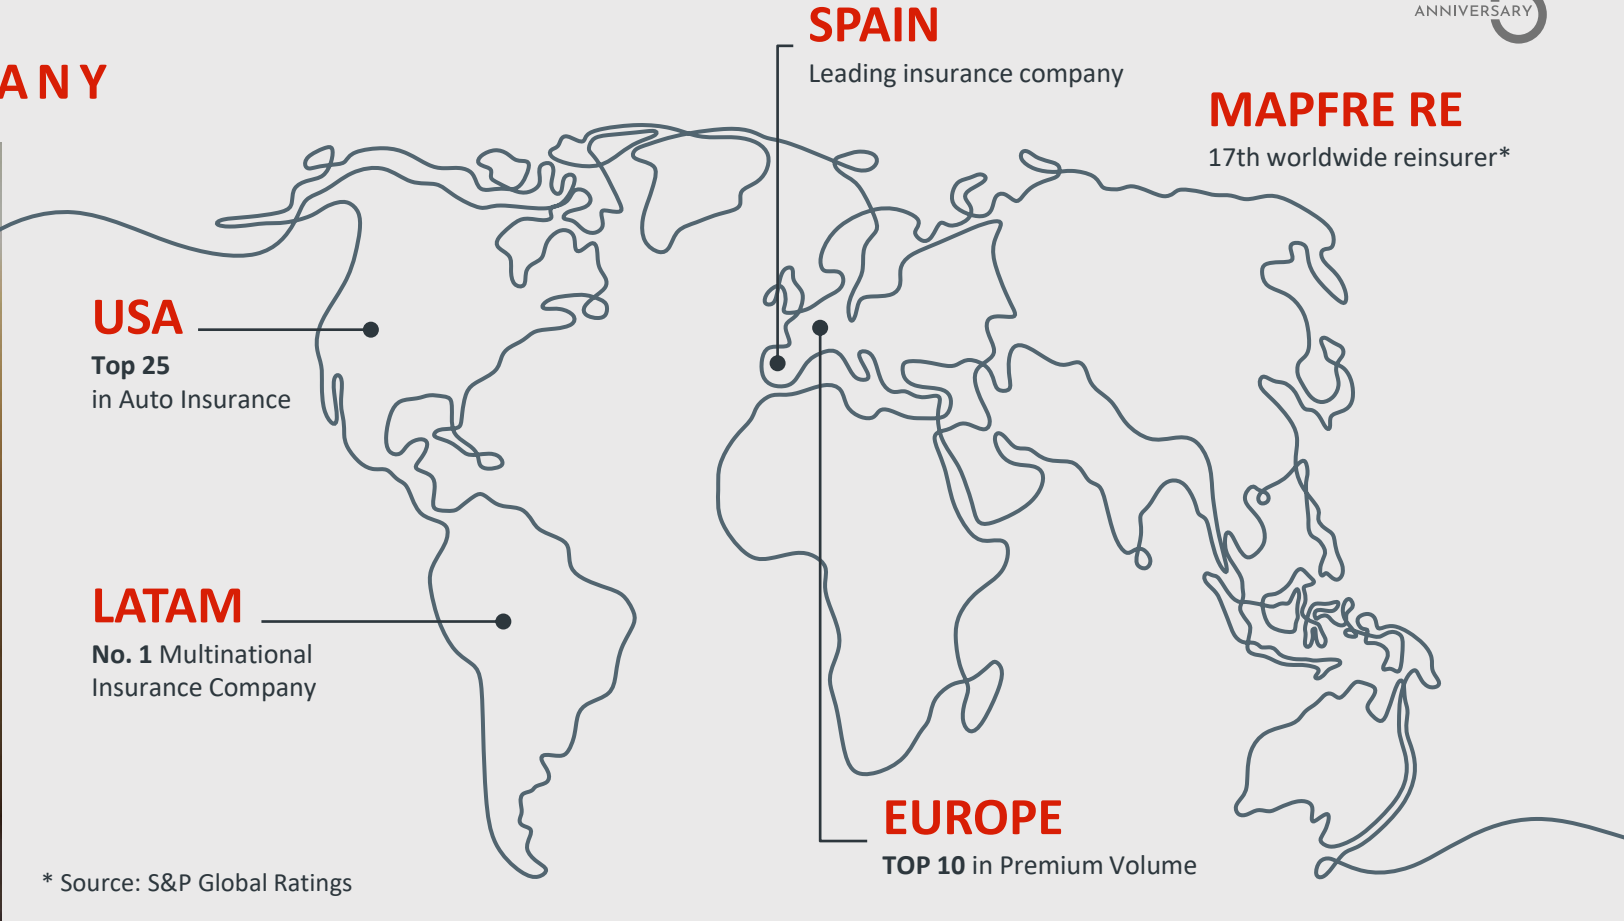 ANNIVERSARY
SPAIN
Leading insurance company
ANY
MAPFRE RE
17th worldwide reinsurer*
USA
Top 25
in Auto Insurance
LATAM
No. 1 Multinational
Insurance Company
EUROPE
TOP 10 in Premium Volume
* Source: S&P Global Ratings